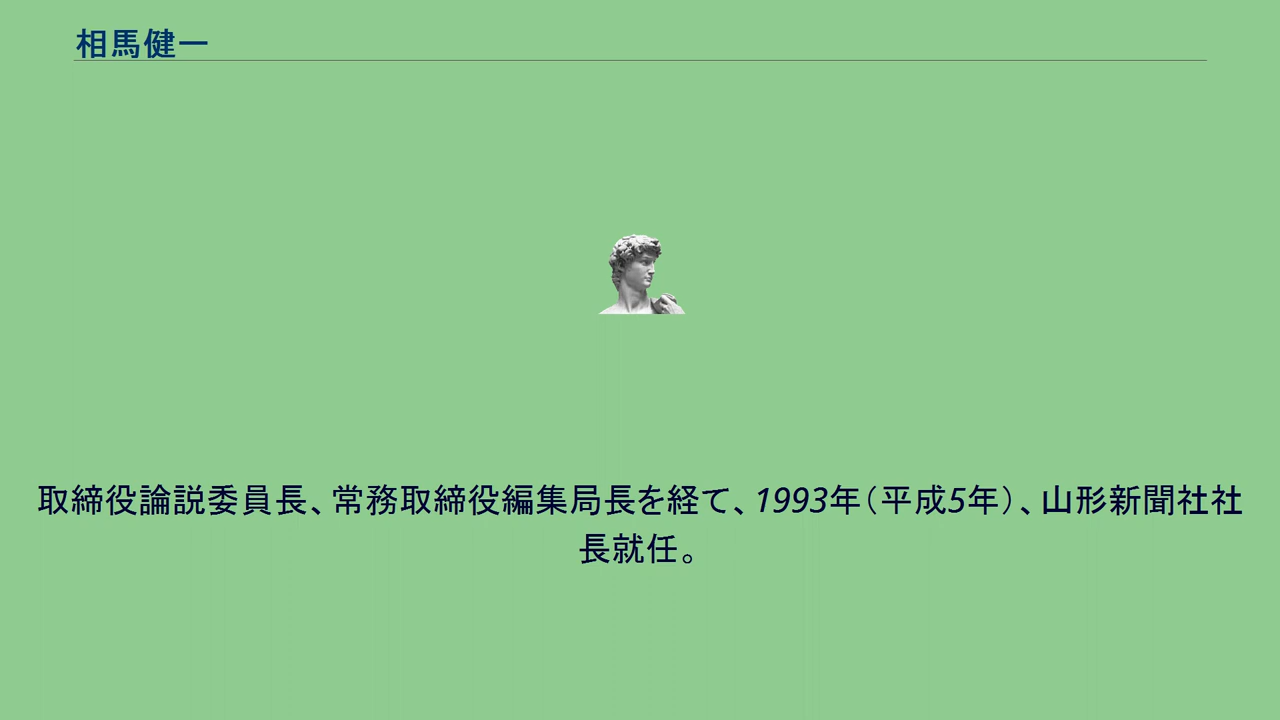 相馬健一
取締役論説委員長、常務取締役編集局長を経て、1993年（平成5年）、山形新聞社社
長就任。